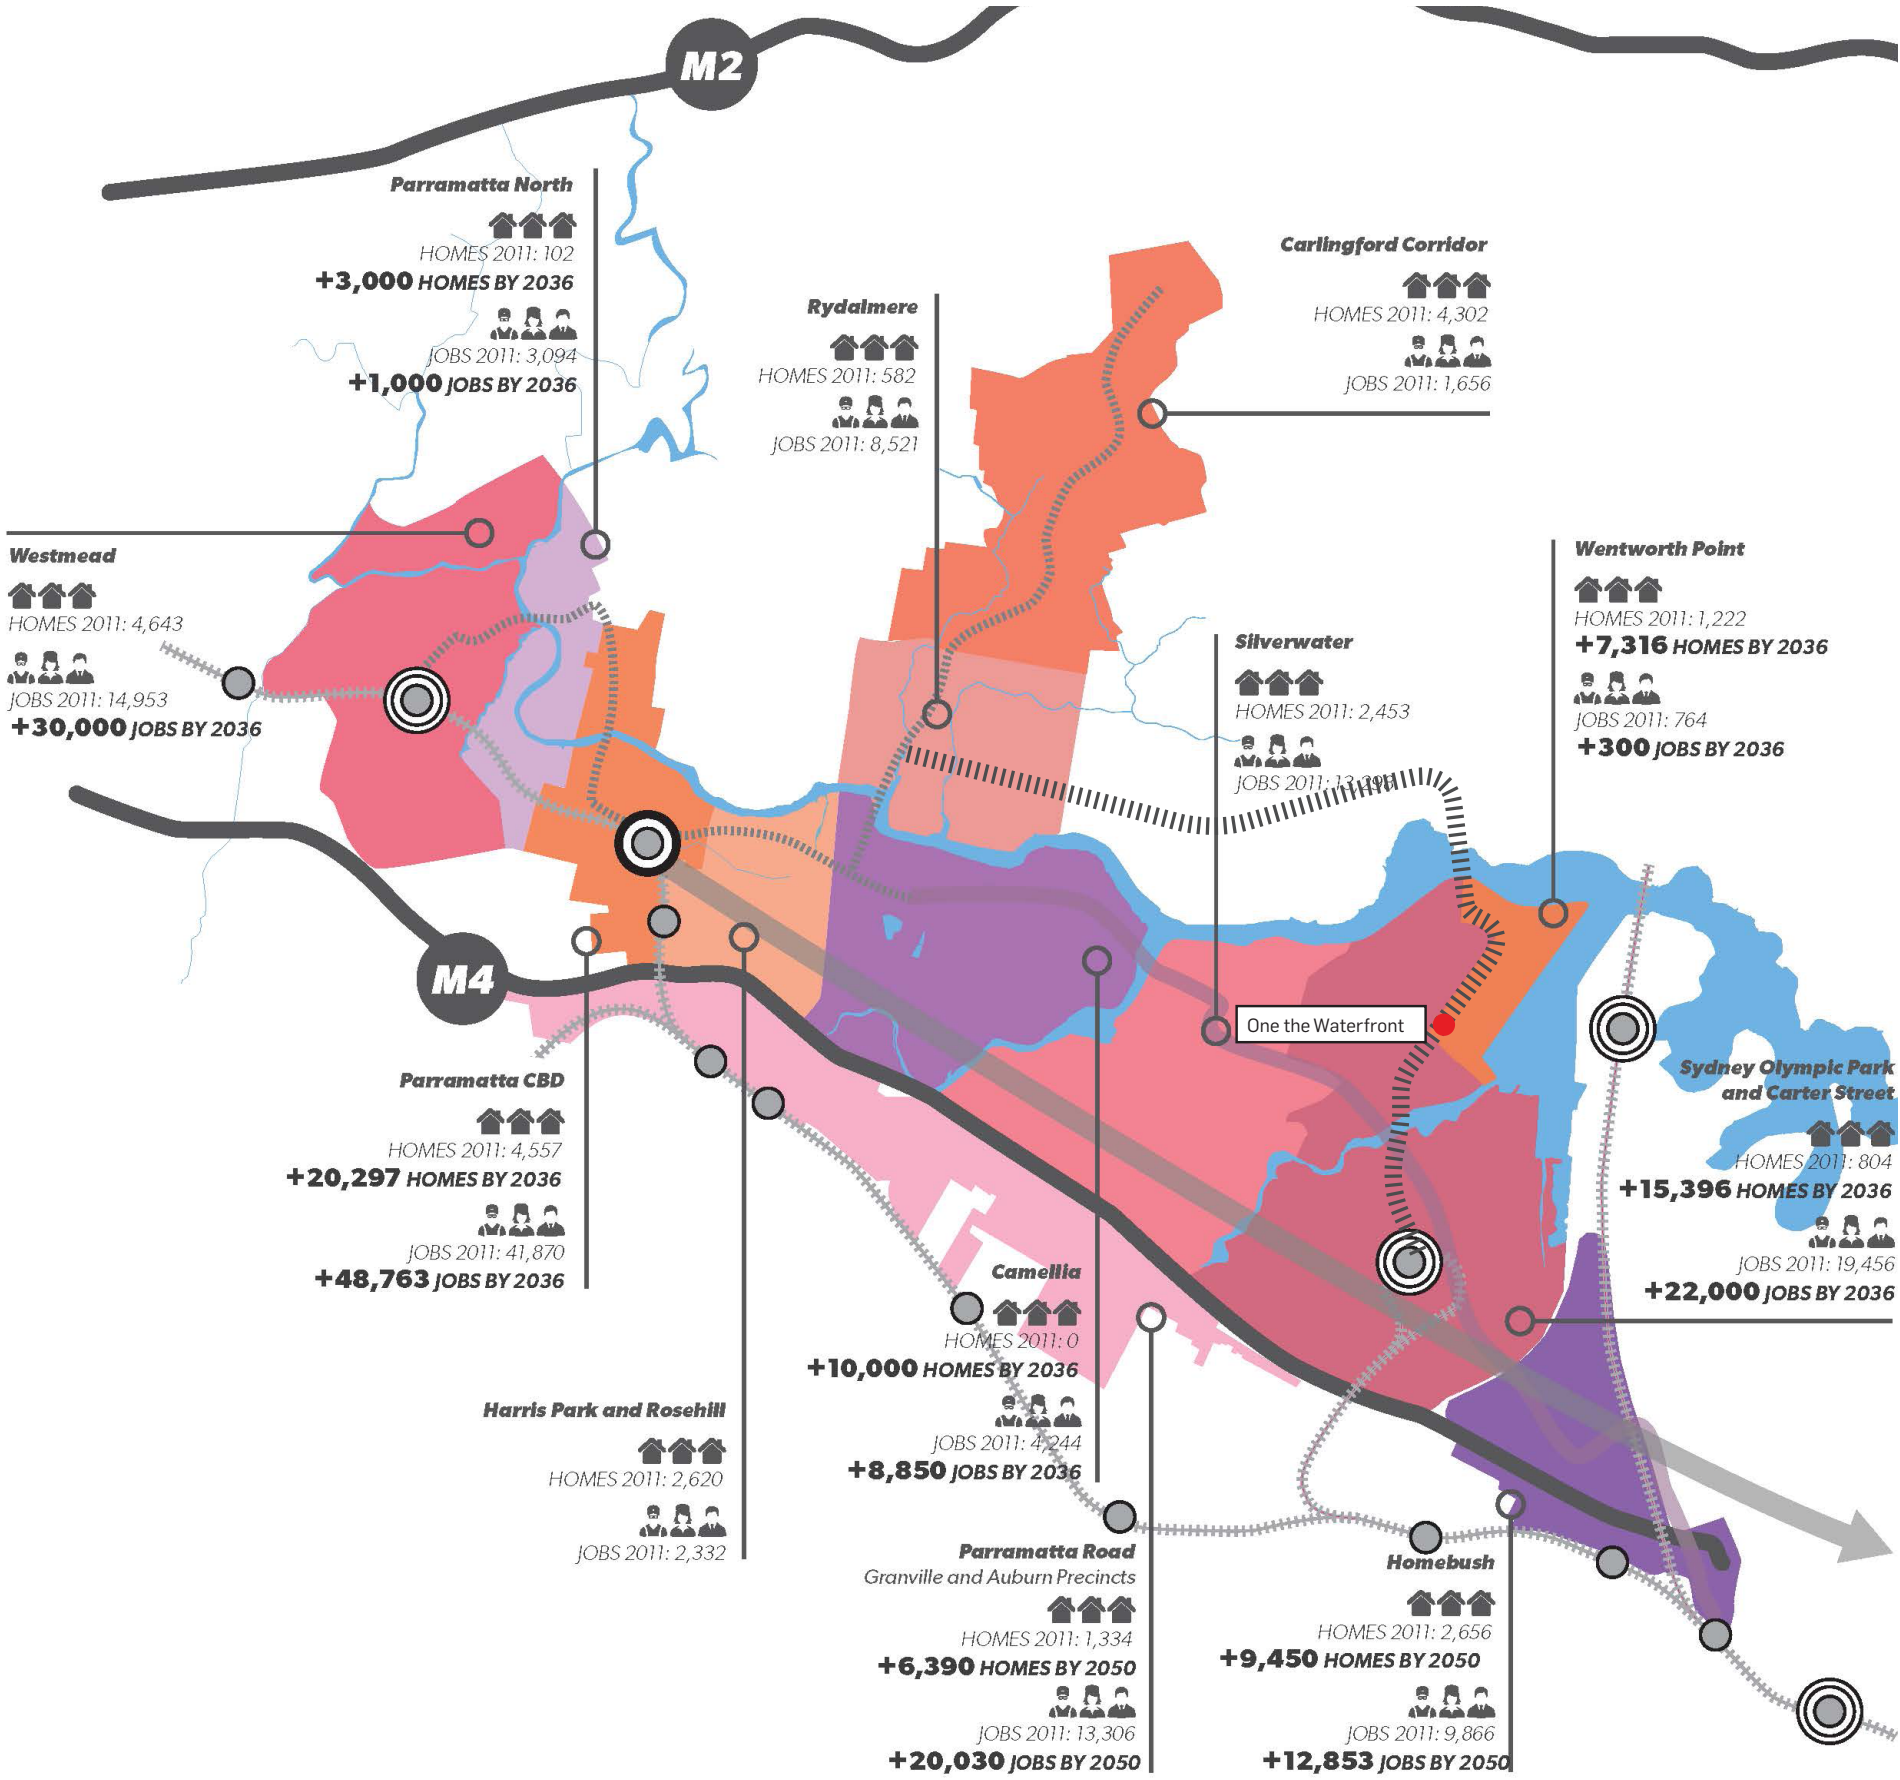 M2
Parramatta North
HOMES 2011: 102
+3,000 HOMES BY 2036
JOBS 2011: 3,094
+1,000 JOBS BY 2036
Carlingford Corridor
HOMES 2011: 4,302
JOBS 2011: 1,656
Rydalmere
HOMES 2011: 582
JOBS 2011: 8,521
Westmead
HOMES 2011: 4,643
JOBS 2011: 14,953
+30,000 JOBS BY 2036
Wentworth Point
HOMES 2011: 1,222
+7,316 HOMES BY 2036
JOBS 2011: 764
+300 JOBS BY 2036
Silverwater
HOMES 2011: 2,453
JOBS 2011: 13,298
M4
One the Waterfront
Sydney Olympic Park
and Carter Street
HOMES 2011: 804
+15,396 HOMES BY 2036
JOBS 2011: 19,456
+22,000 JOBS BY 2036
Parramatta CBD
HOMES 2011: 4,557
+20,297 HOMES BY 2036
JOBS 2011: 41,870
+48,763 JOBS BY 2036
Camellia
HOMES 2011: 0
+10,000 HOMES BY 2036
JOBS 2011: 4,244
+8,850 JOBS BY 2036
Harris Park and Rosehill
HOMES 2011: 2,620
JOBS 2011: 2,332
Parramatta Road
Granville and Auburn Precincts
HOMES 2011: 1,334
+6,390 HOMES BY 2050
JOBS 2011: 13,306
+20,030 JOBS BY 2050
Homebush
HOMES 2011: 2,656
+9,450 HOMES BY 2050
JOBS 2011: 9,866
+12,853 JOBS BY 2050